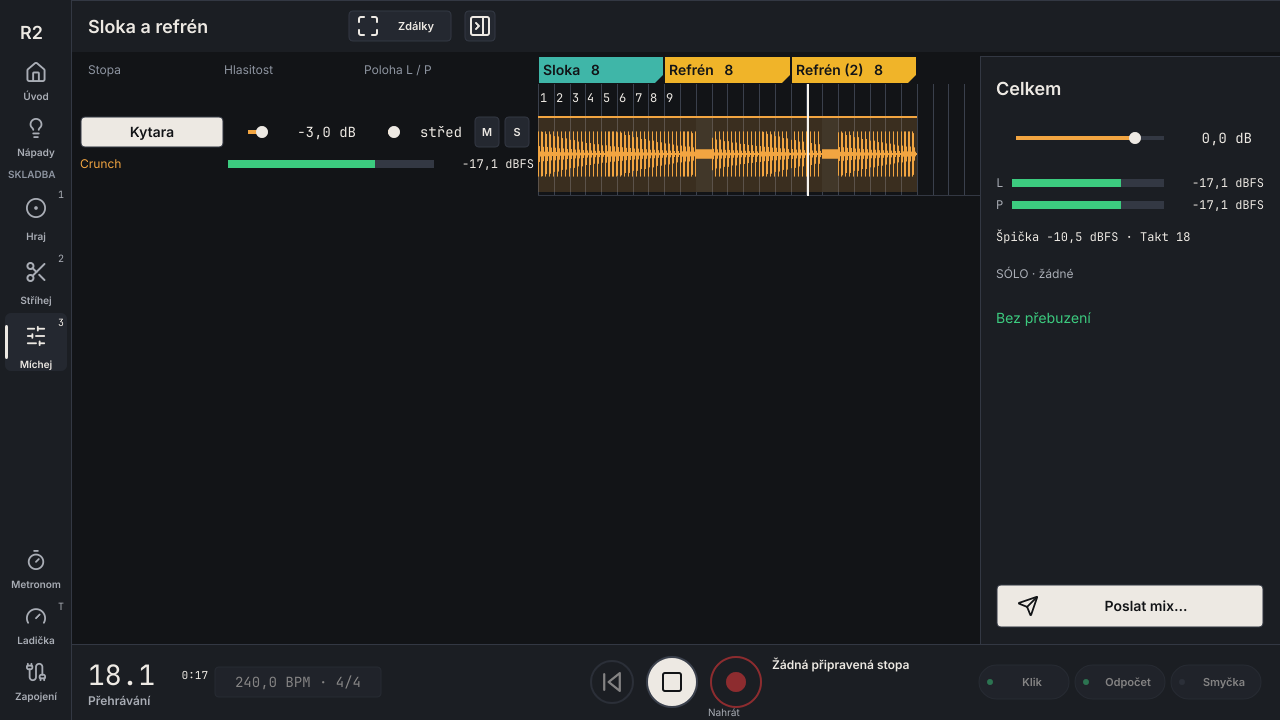 R2
Sloka a refrén
Zdálky
Úvod
Nápady
SKLADBA
1
Hraj
2
Stříhej
3
Míchej
Metronom
T
Ladička
Zapojení
Stopa
Hlasitost
Poloha L / P
Sloka 8
Refrén 8
Refrén (2) 8
1 2 3 4 5 6 7 8 9
Kytara
-3,0 dB
střed
M
S
Crunch
-17,1 dBFS
Celkem
0,0 dB
L -17,1 dBFS
P -17,1 dBFS
Špička -10,5 dBFS · Takt 18
SÓLO · žádné
Bez přebuzení
Poslat mix...
18.1
0:17
Přehrávání
240,0 BPM · 4/4
Nahrát
Žádná připravená stopa
Klik
Odpočet
Smyčka